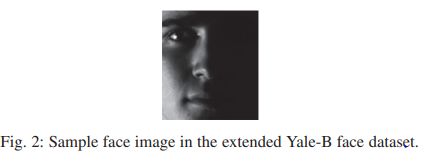 Fig. 2: Sample face image in the extended Yale-B face dataset.